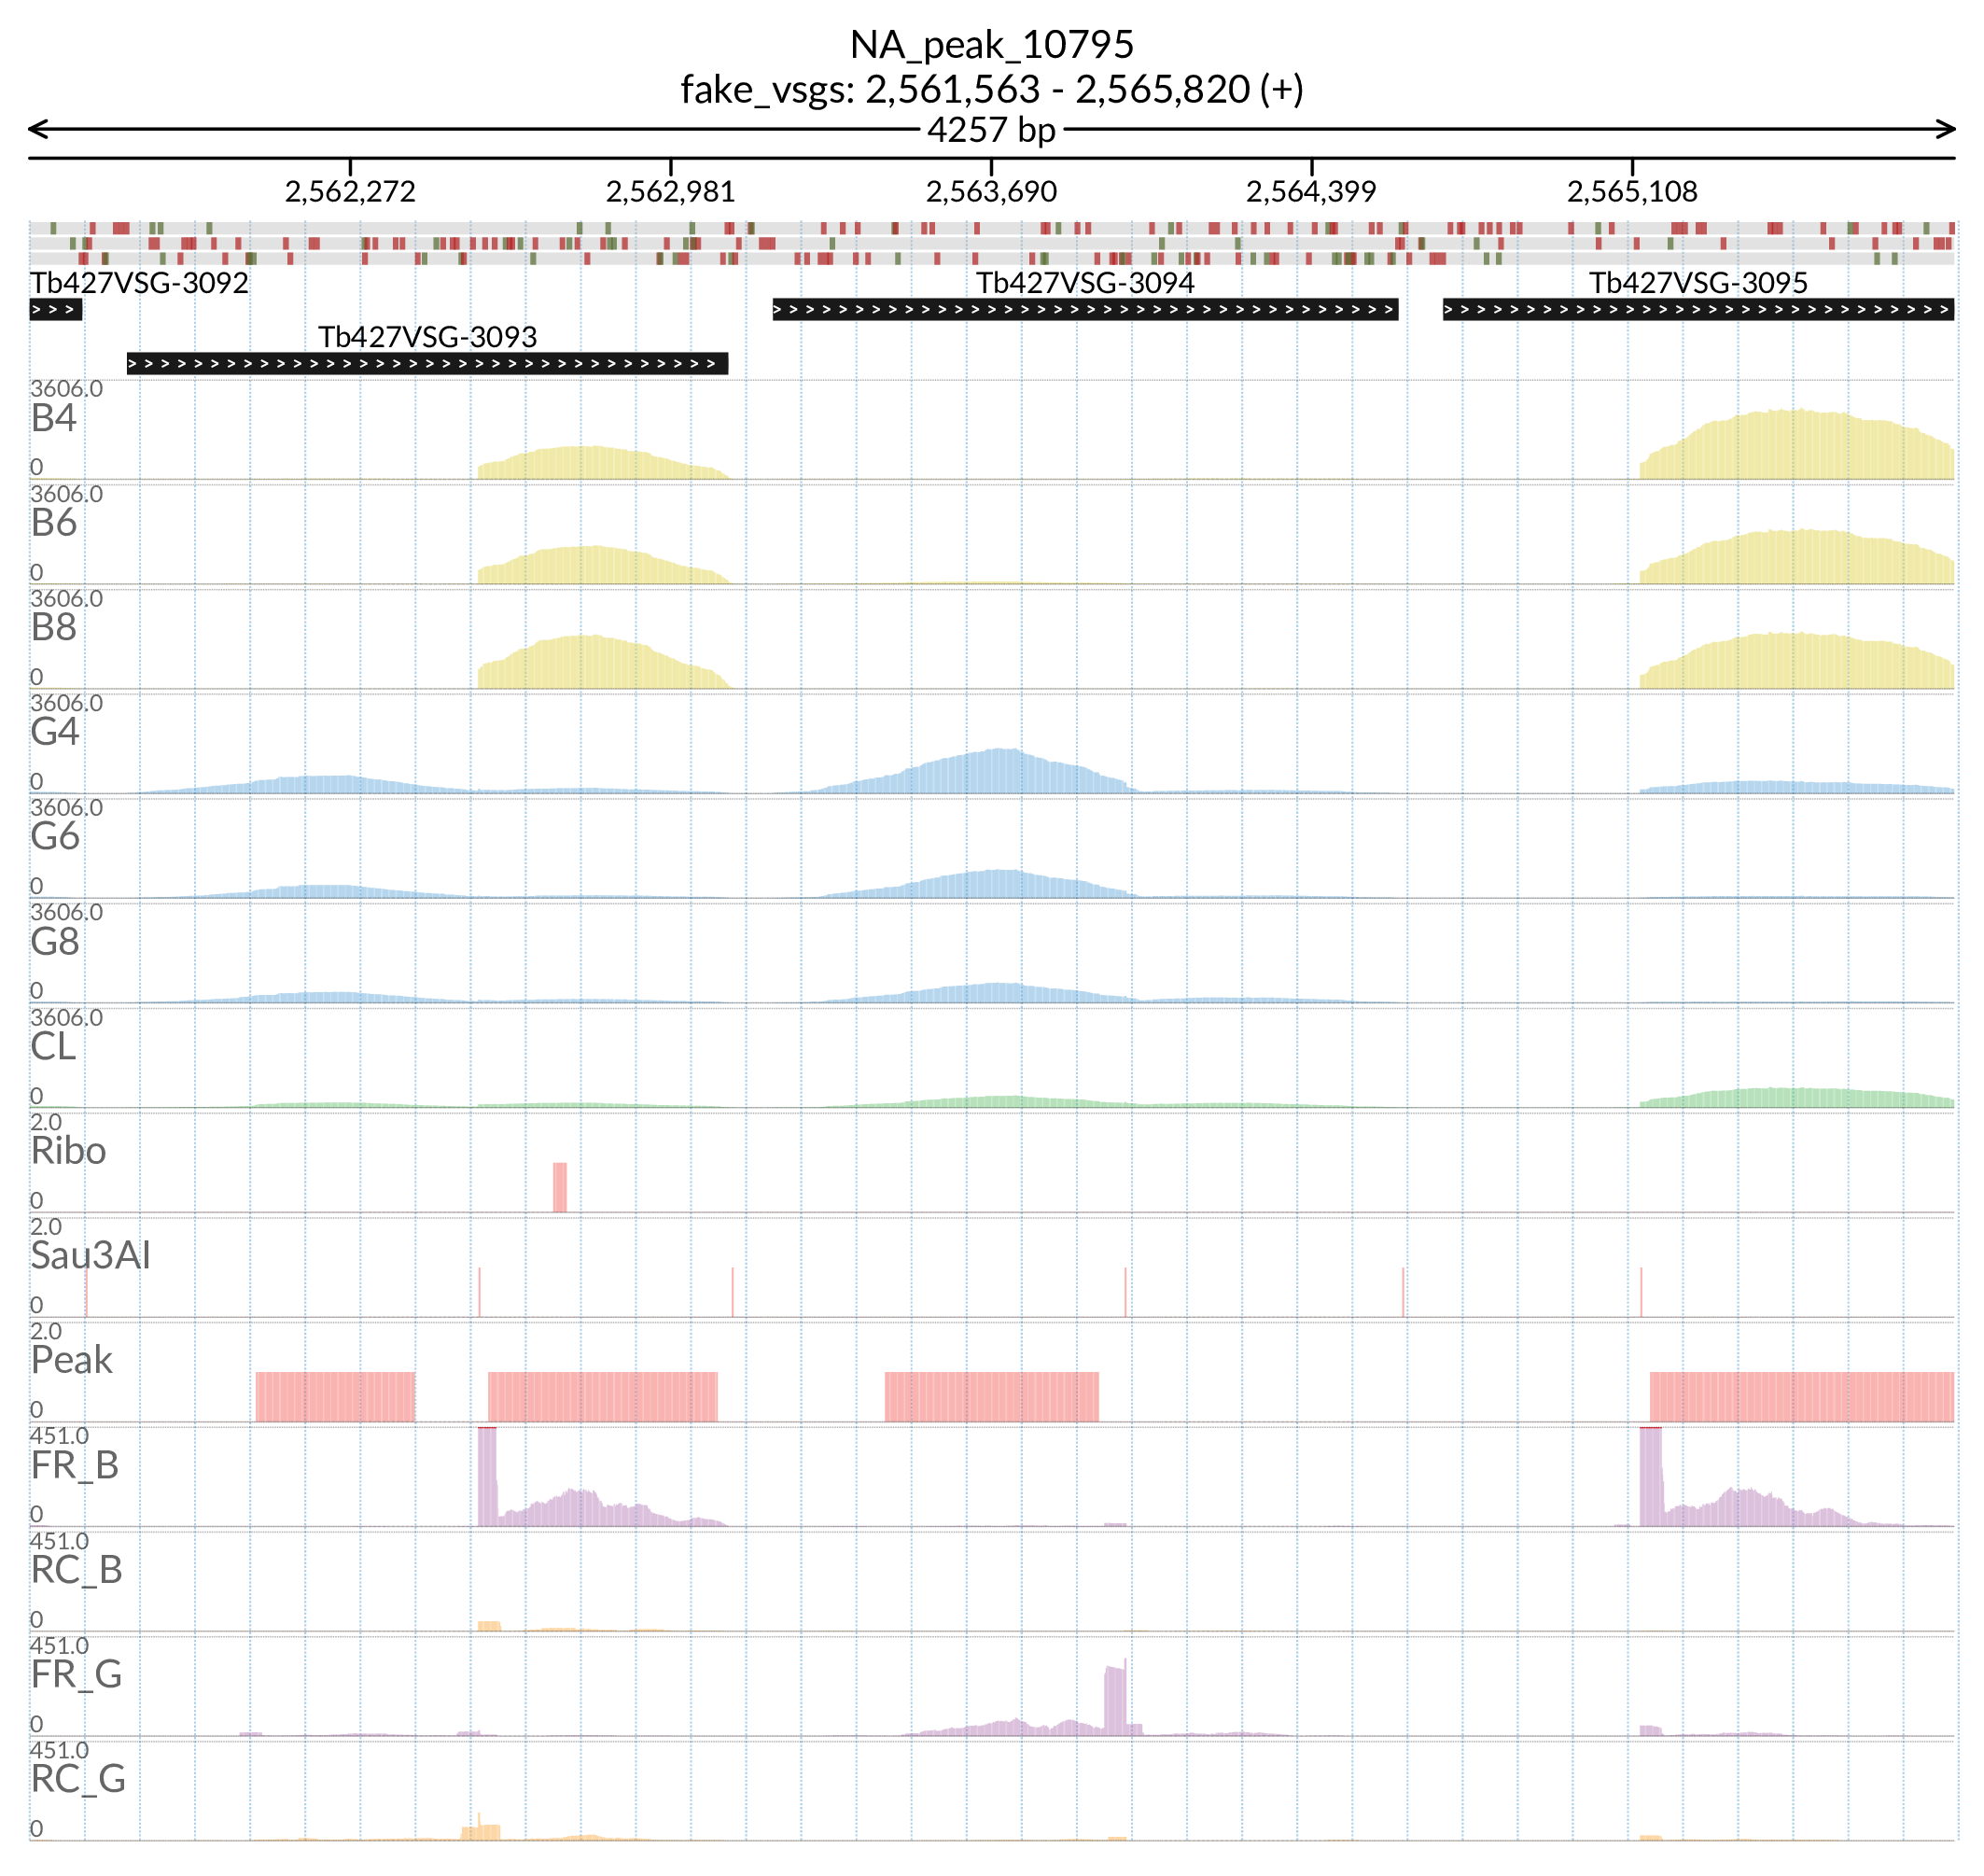 NA_peak_10795
fake_vsgs: 2,561,563 - 2,565,820 (+)
4257 bp
2,562,272 2,562,981 2,563,690 2,564,399 2,565,108
Tb427VSG-3092 Tb427VSG-3094 Tb427VSG-3095
Tb427VSG-3093
3606.0
B4
0
3606.0
B6
0
3606.0
B8
0
3606.0
G4
0
3606.0
G6
0
3606.0
G8
0
3606.0
CL
0
2.0
Ribo
0
2.0
Sau3AI
0
2.0
Peak
0
451.0
FR_B
0
451.0
RC_B
0
451.0
FR_G
0
451.0
RC_G
0